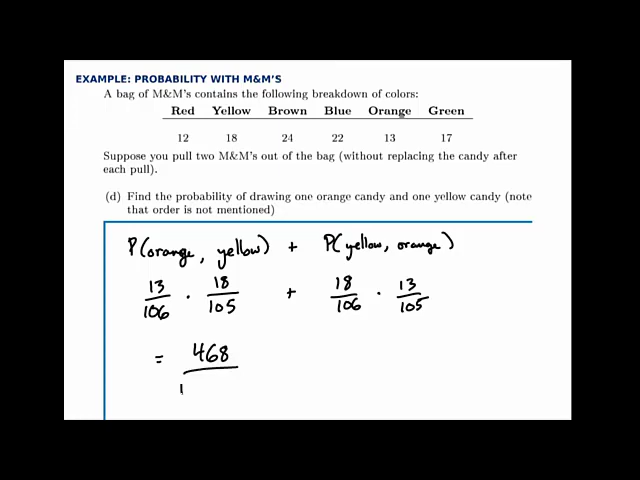 EXAMPLE: PROBABILITY WITH M&M'S
A bag of M&M's contains the following breakdown of colors:
Red Yellow Brown Blue Orange Green
12 18 24 22 13 17
Suppose you pull two M&M's out of the bag (without replacing the candy after
each pull).
(d) Find the probability of drawing one orange candy and one yellow candy (note
that order is not mentioned)
P(orange, yellow) + P(yellow, orange)
13/106 · 18/105 + 18/106 · 13/105
= 468
1